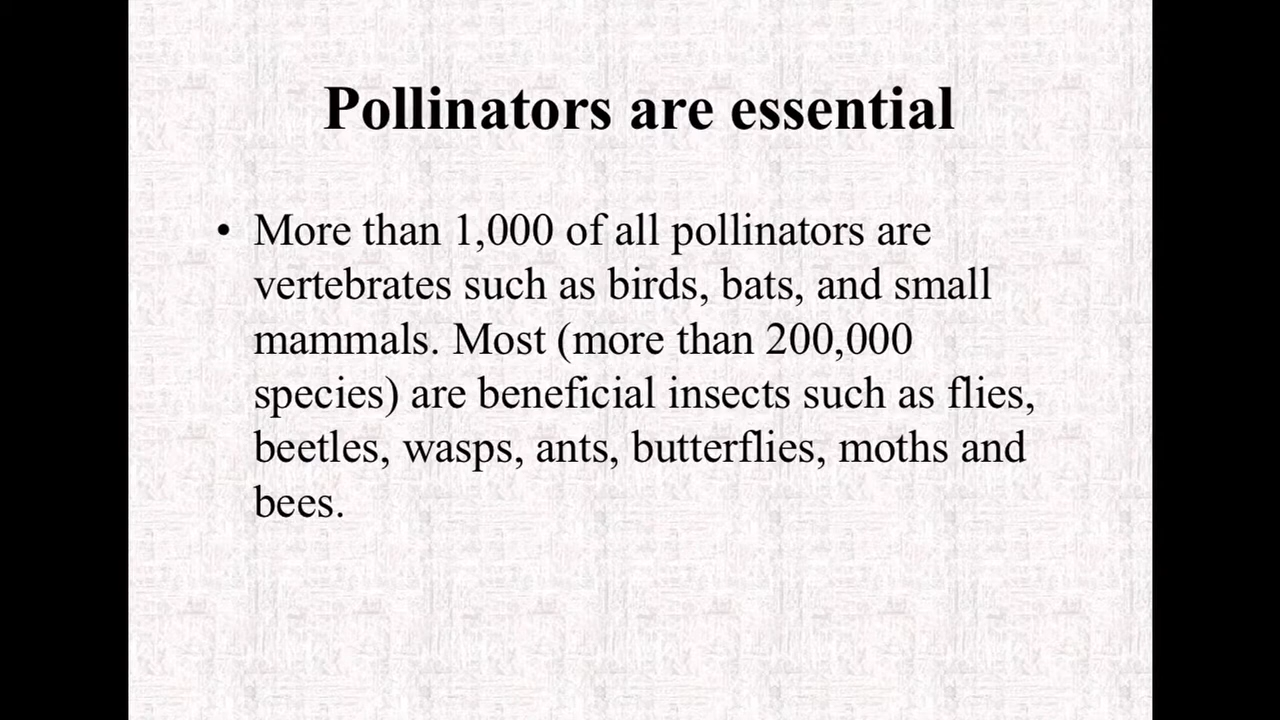 Pollinators are essential
• More than 1,000 of all pollinators are
vertebrates such as birds, bats, and small
mammals. Most (more than 200,000
species) are beneficial insects such as flies,
beetles, wasps, ants, butterflies, moths and
bees.